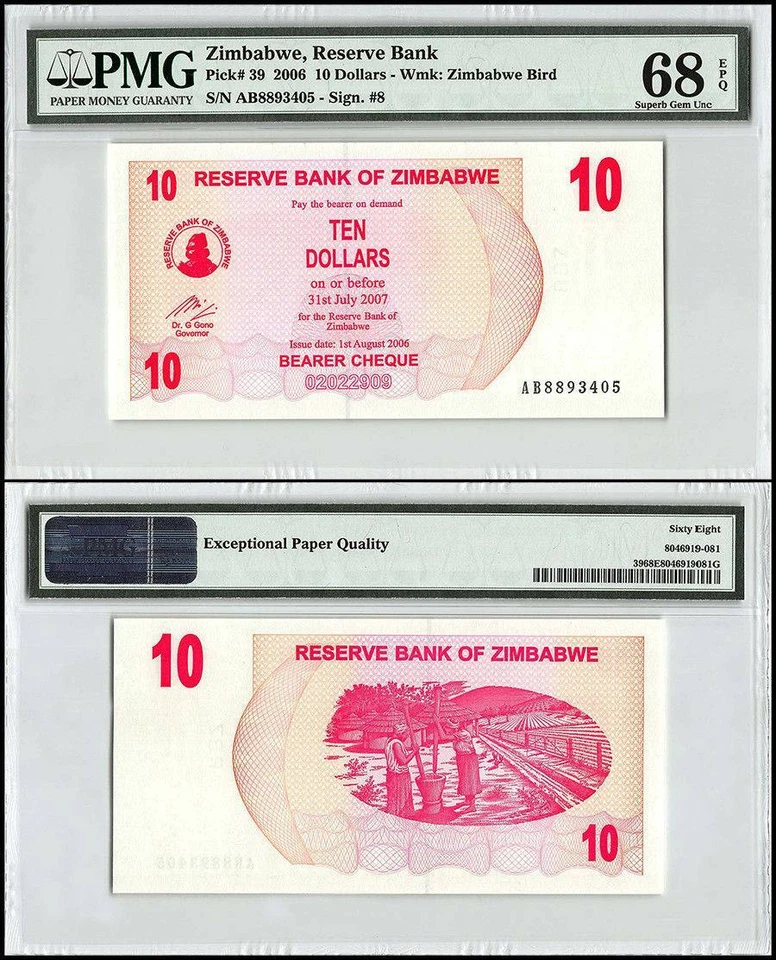 PMG
PAPER MONEY GUARANTY
Zimbabwe, Reserve Bank
Pick# 39 2006 10 Dollars - Wmk: Zimbabwe Bird
S/N AB8893405 - Sign. #8
68
EPQ
Superb Gem Unc
10 RESERVE BANK OF ZIMBABWE 10
Pay the bearer on demand
TEN
DOLLARS
RESERVE BANK OF ZIMBABWE
on or before
31st July 2007
for the Reserve Bank of
Zimbabwe
Dr. G Gono
Governor
Issue date: 1st August 2006
10 BEARER CHEQUE
02022909
AB8893405
PMG
Exceptional Paper Quality
Sixty Eight
8046919-081
3968E8046919081G
10
RESERVE BANK OF ZIMBABWE
10